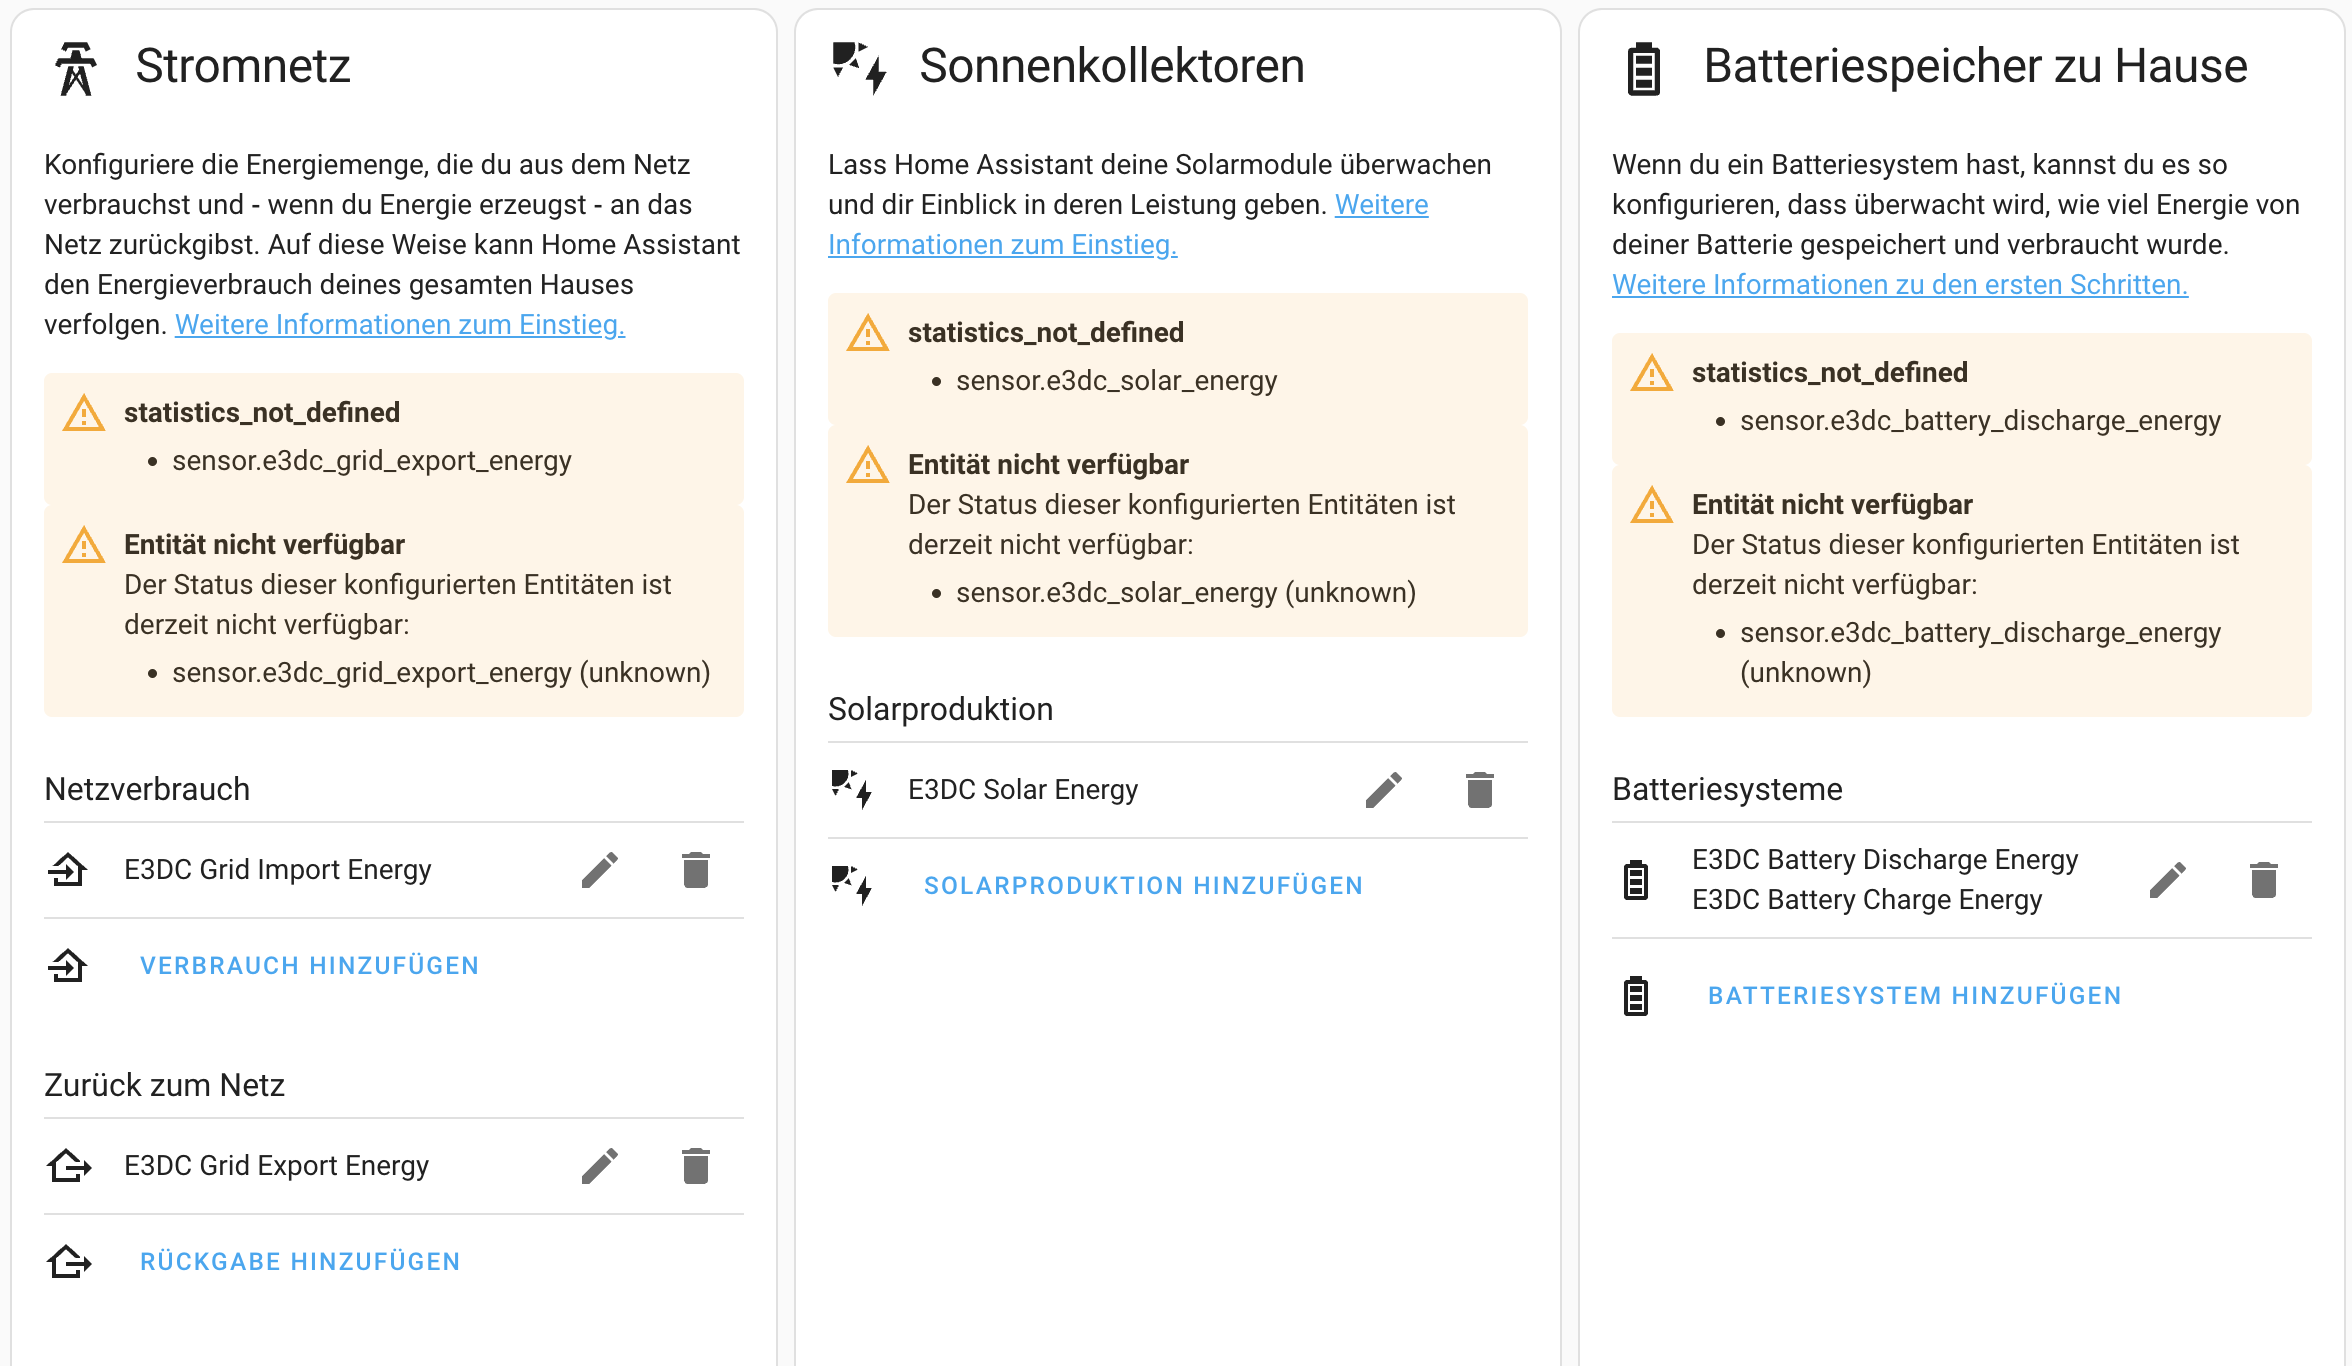 Stromnetz
Konfiguriere die Energiemenge, die du aus dem Netz
verbrauchst und - wenn du Energie erzeugst - an das
Netz zurückgibst. Auf diese Weise kann Home Assistant
den Energieverbrauch deines gesamten Hauses
verfolgen. Weitere Informationen zum Einstieg.
statistics_not_defined
• sensor.e3dc_grid_export_energy
Entität nicht verfügbar
Der Status dieser konfigurierten Entitäten ist
derzeit nicht verfügbar:
• sensor.e3dc_grid_export_energy (unknown)
Netzverbrauch
E3DC Grid Import Energy
VERBRAUCH HINZUFÜGEN
Zurück zum Netz
E3DC Grid Export Energy
RÜCKGABE HINZUFÜGEN
Sonnenkollektoren
Lass Home Assistant deine Solarmodule überwachen
und dir Einblick in deren Leistung geben. Weitere
Informationen zum Einstieg.
statistics_not_defined
• sensor.e3dc_solar_energy
Entität nicht verfügbar
Der Status dieser konfigurierten Entitäten ist
derzeit nicht verfügbar:
• sensor.e3dc_solar_energy (unknown)
Solarproduktion
E3DC Solar Energy
SOLARPRODUKTION HINZUFÜGEN
Batteriespeicher zu Hause
Wenn du ein Batteriesystem hast, kannst du es so
konfigurieren, dass überwacht wird, wie viel Energie von
deiner Batterie gespeichert und verbraucht wurde.
Weitere Informationen zu den ersten Schritten.
statistics_not_defined
• sensor.e3dc_battery_discharge_energy
Entität nicht verfügbar
Der Status dieser konfigurierten Entitäten ist
derzeit nicht verfügbar:
• sensor.e3dc_battery_discharge_energy
(unknown)
Batteriesysteme
E3DC Battery Discharge Energy
E3DC Battery Charge Energy
BATTERIESYSTEM HINZUFÜGEN